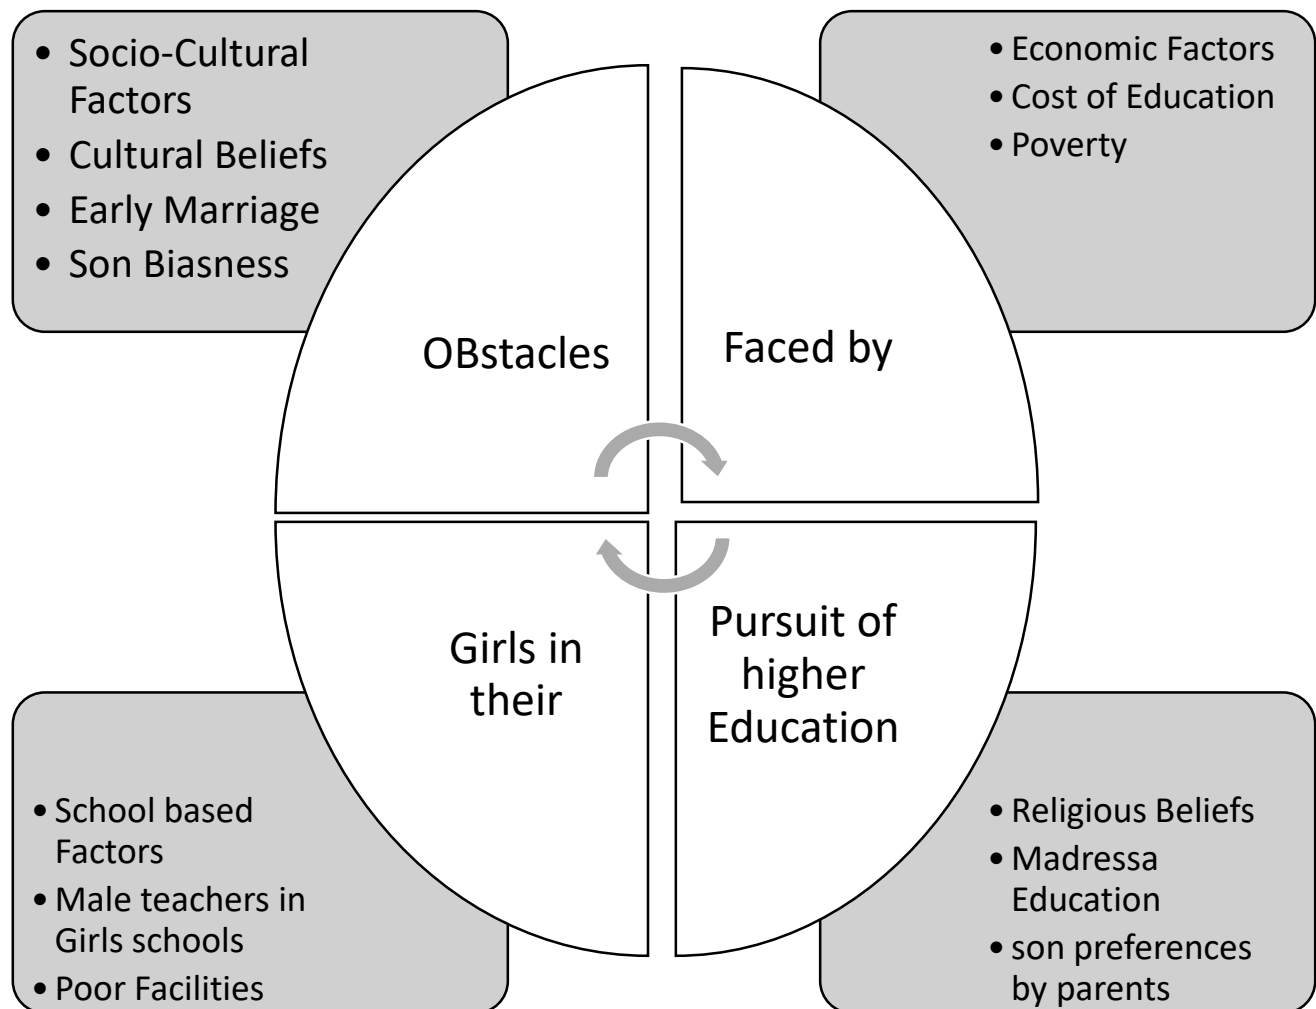 • Socio-Cultural
Factors
• Cultural Beliefs
• Early Marriage
• Son Biasness
• Economic Factors
• Cost of Education
• Poverty
OBstacles
Faced by
Girls in
their
Pursuit of
higher
Education
• School based
Factors
• Male teachers in
Girls schools
• Poor Facilities
• Religious Beliefs
• Madressa
Education
• son preferences
by parents